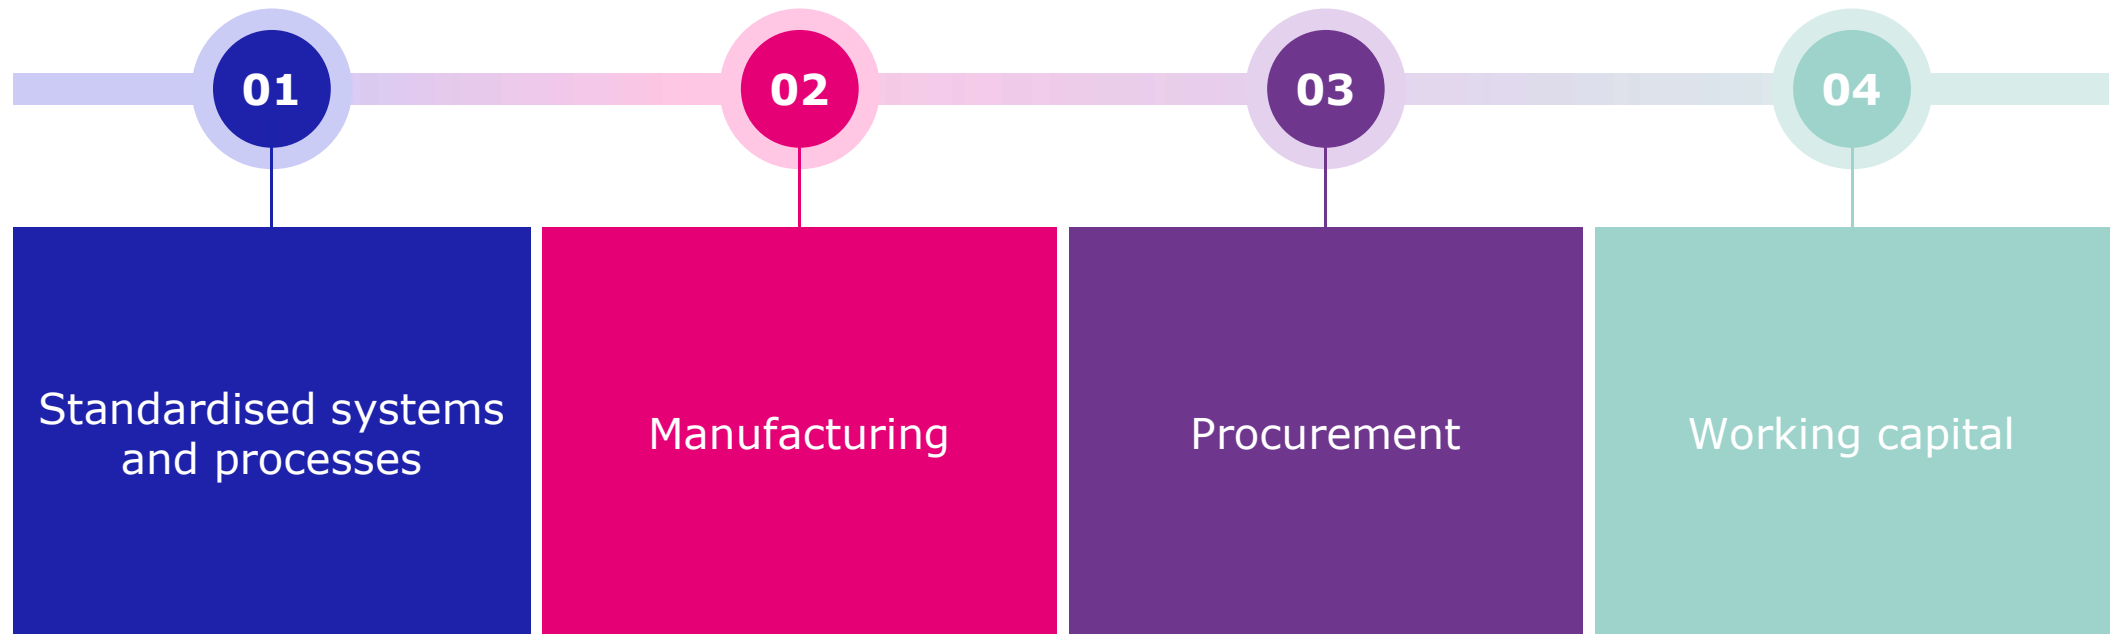 01
02
03
04
Standardised systems
and processes
Manufacturing
Procurement
Working capital